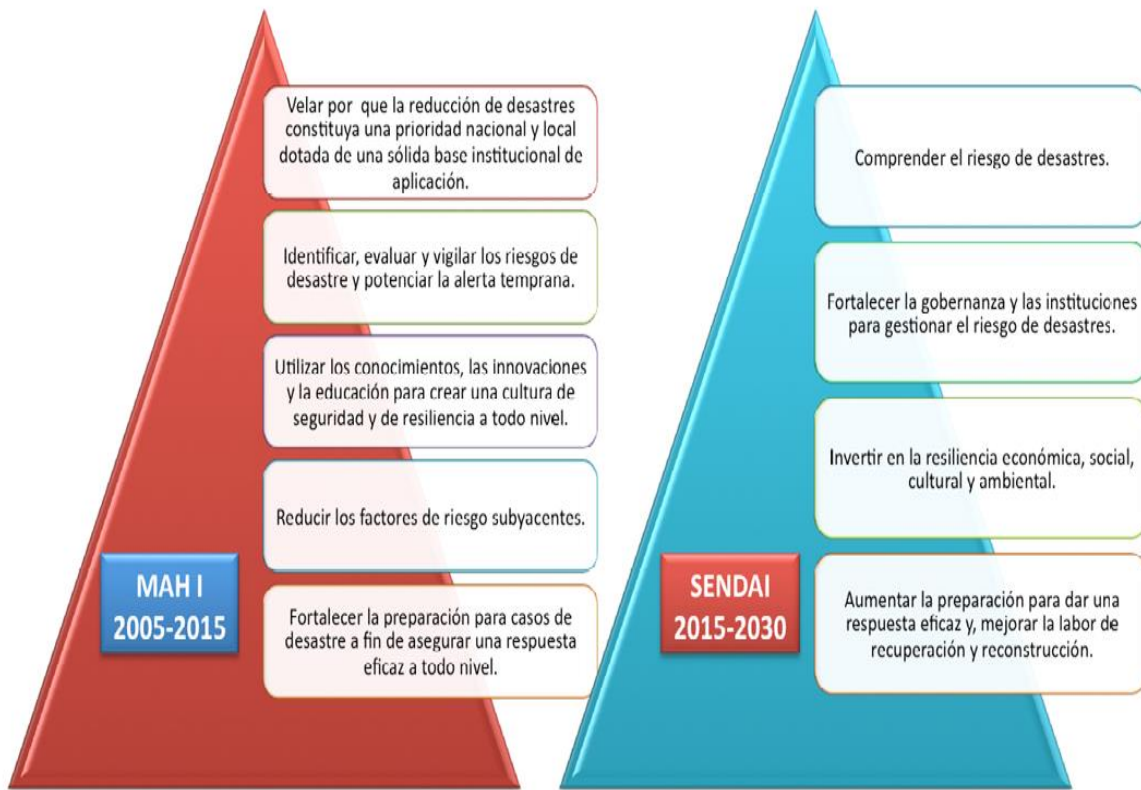 Velar por que la reducción de desastres
constituya una prioridad nacional y local
dotada de una sólida base institucional de
aplicación.
Identificar, evaluar y vigilar los riesgos de
desastre y potenciar la alerta temprana.
Utilizar los conocimientos, las innovaciones
y la educación para crear una cultura de
seguridad y de resiliencia a todo nivel.
Reducir los factores de riesgo subyacentes.
Fortalecer la preparación para casos de
desastre a fin de asegurar una respuesta
eficaz a todo nivel.
MAH I
2005-2015
Comprender el riesgo de desastres.
Fortalecer la gobernanza y las instituciones
para gestionar el riesgo de desastres.
Invertir en la resiliencia económica, social,
cultural y ambiental.
Aumentar la preparación para dar una
respuesta eficaz y, mejorar la labor de
recuperación y reconstrucción.
SENDAI
2015-2030